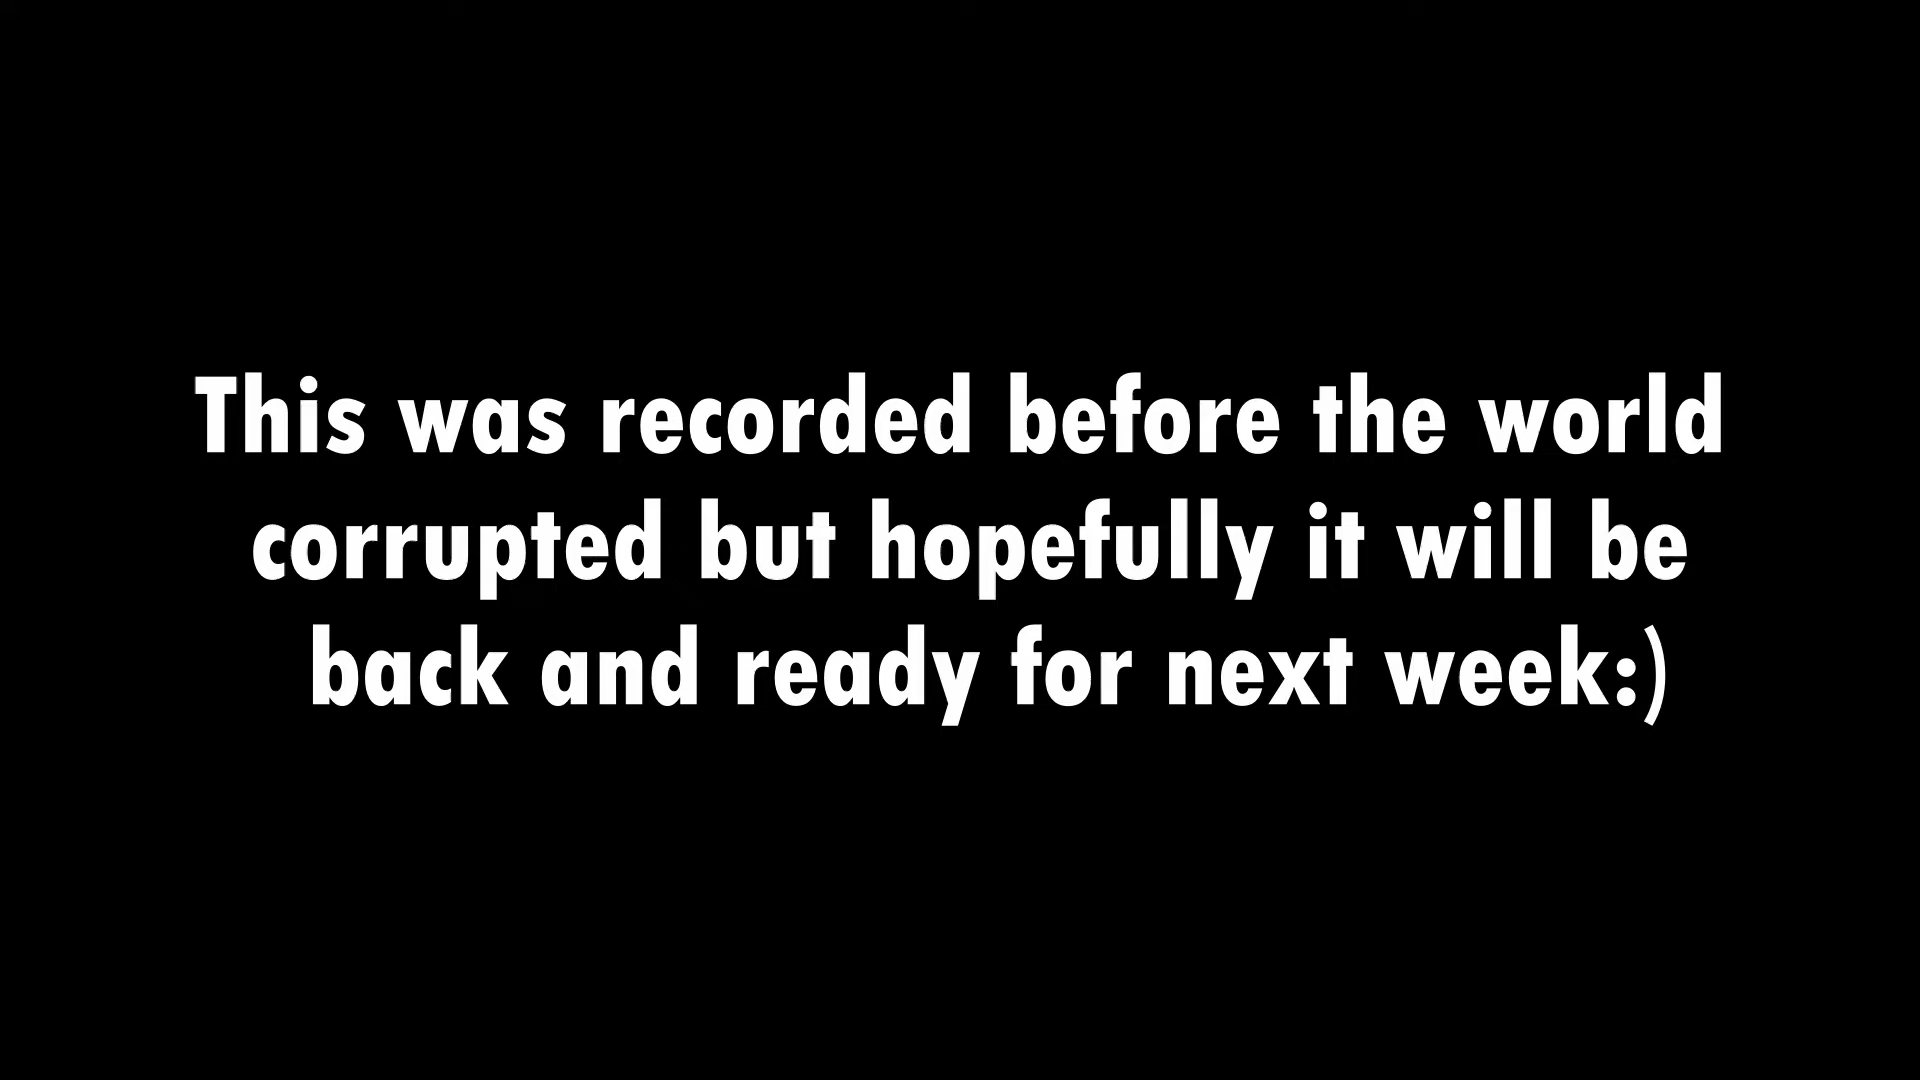 This was recorded before the world
corrupted but hopefully it will be
back and ready for next week:)